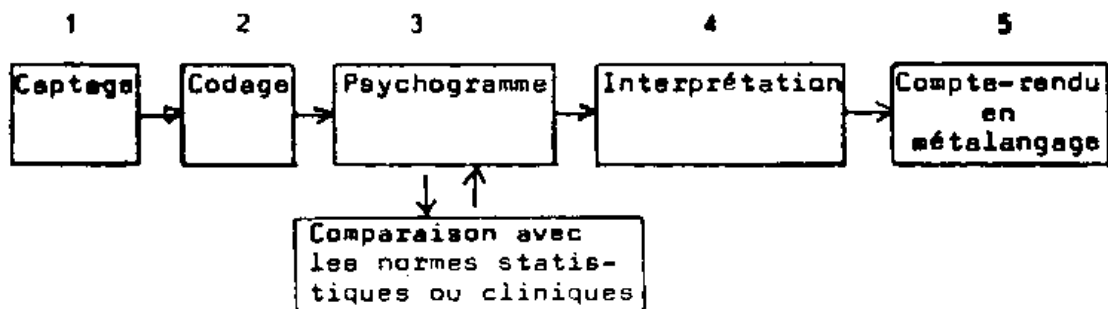 1 2 3 4 5
Captage Codage Psychogramme Interprétation Compte-rendu
en
métalangage
Comparaison avec
les normes statis-
tiques ou cliniques